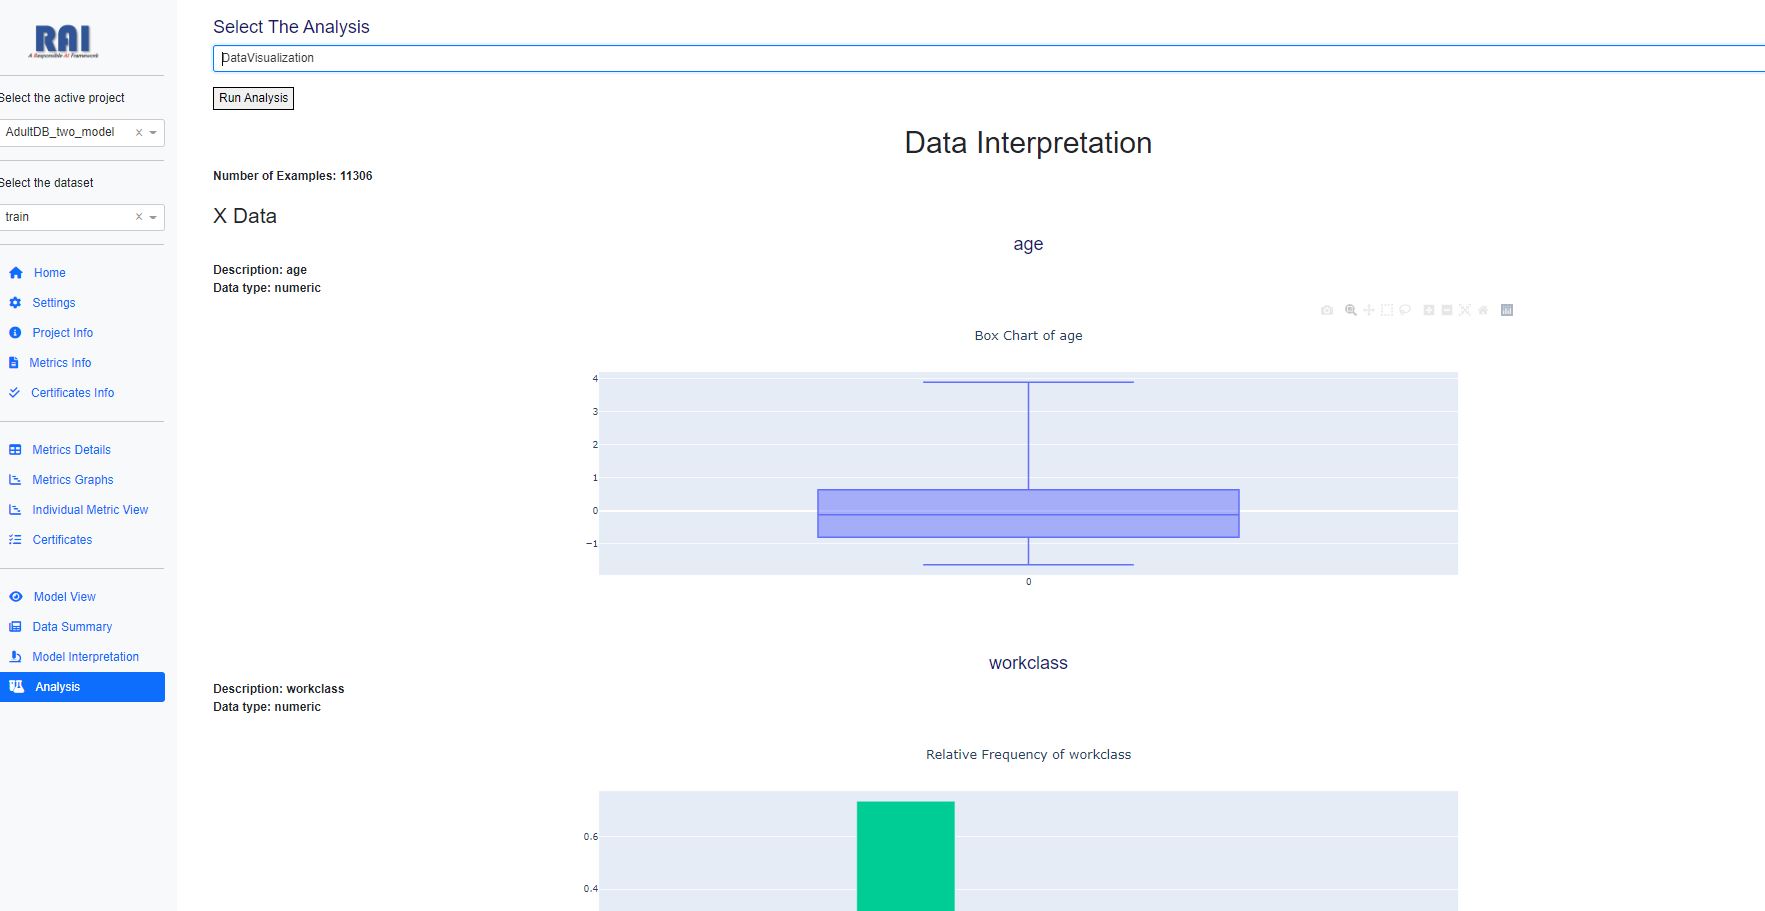 RAI
A Responsible AI Framework
Select the active project
AdultDB_two_model
Select the dataset
train
Home
Settings
Project Info
Metrics Info
Certificates Info
Metrics Details
Metrics Graphs
Individual Metric View
Certificates
Model View
Data Summary
Model Interpretation
Analysis
Select The Analysis
DataVisualization
Run Analysis
Data Interpretation
Number of Examples: 11306
X Data
age
Description: age
Data type: numeric
Box Chart of age
4
3
2
1
0
−1
0
workclass
Description: workclass
Data type: numeric
Relative Frequency of workclass
0.6
0.4